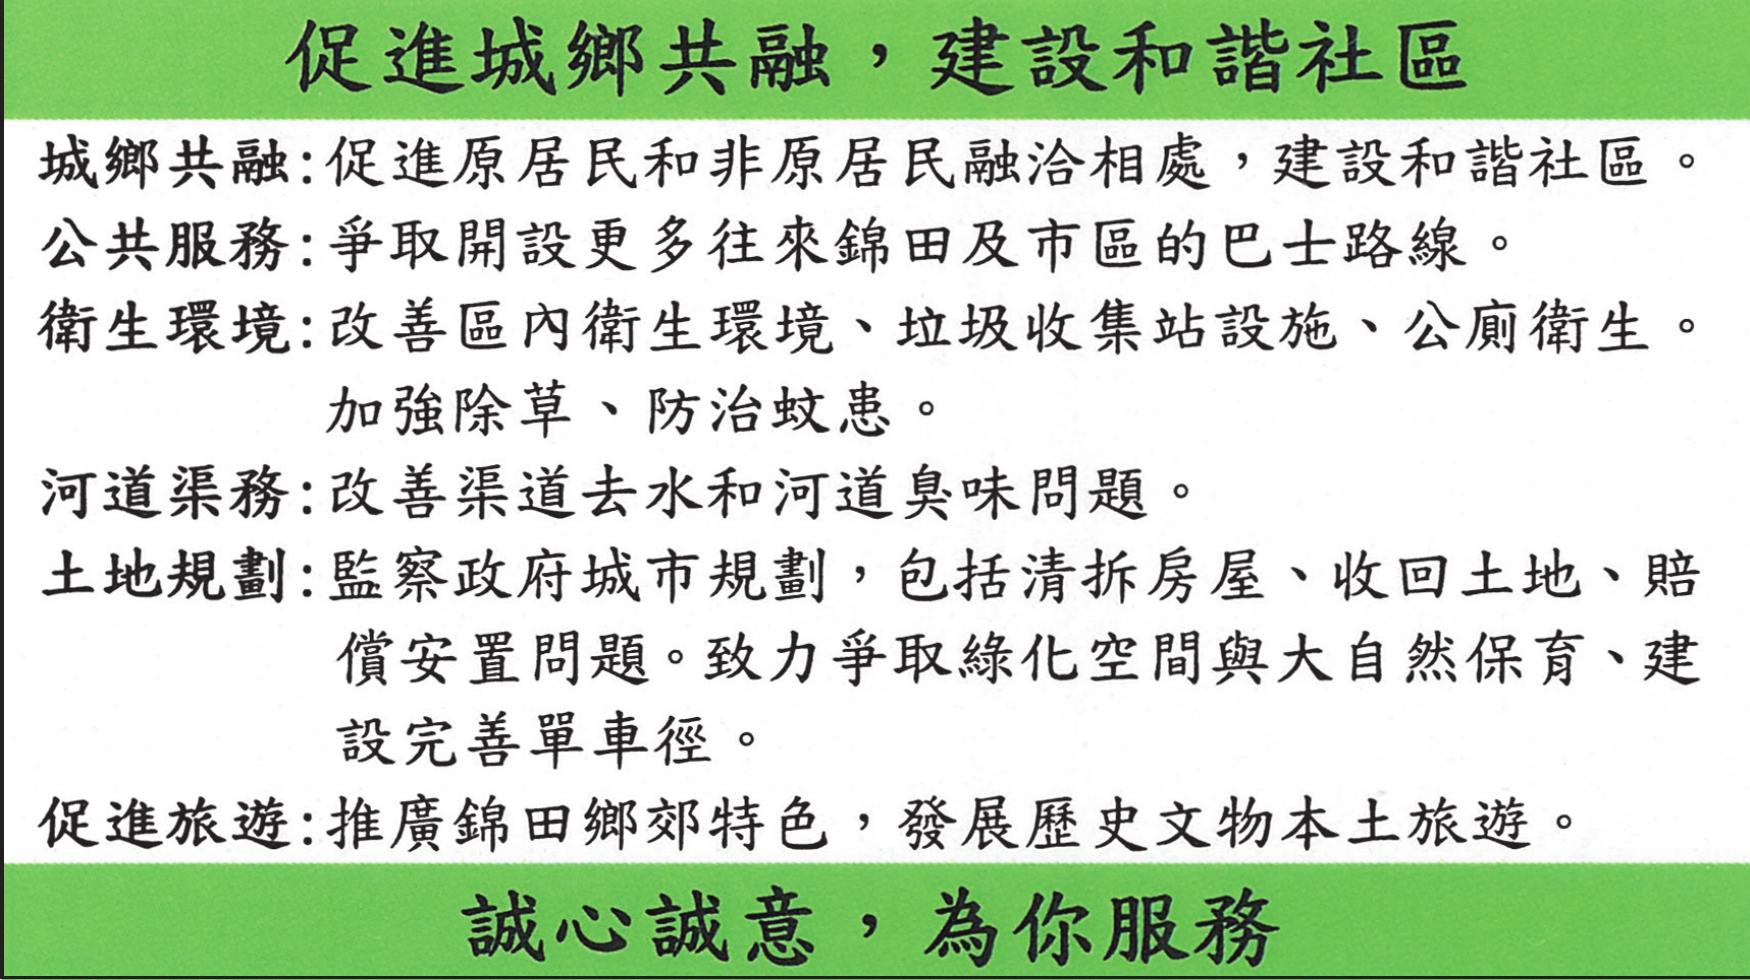 促進城鄉共融，建設和諧社區
城鄉共融：促進原居民和非原居民融洽相處，建設和諧社區。
公共服務：爭取開設更多往來錦田及市區的巴士路線。
衛生環境：改善區內衛生環境、垃圾收集站設施、公廁衛生。
加強除草、防治蚊患。
河道渠務：改善渠道去水和河道臭味問題。
土地規劃：監察政府城市規劃，包括清拆房屋、收回土地、賠
償安置問題。致力爭取綠化空間與大自然保育、建
設完善單車徑。
促進旅遊：推廣錦田鄉郊特色，發展歷史文物本土旅遊。
誠心誠意，為你服務